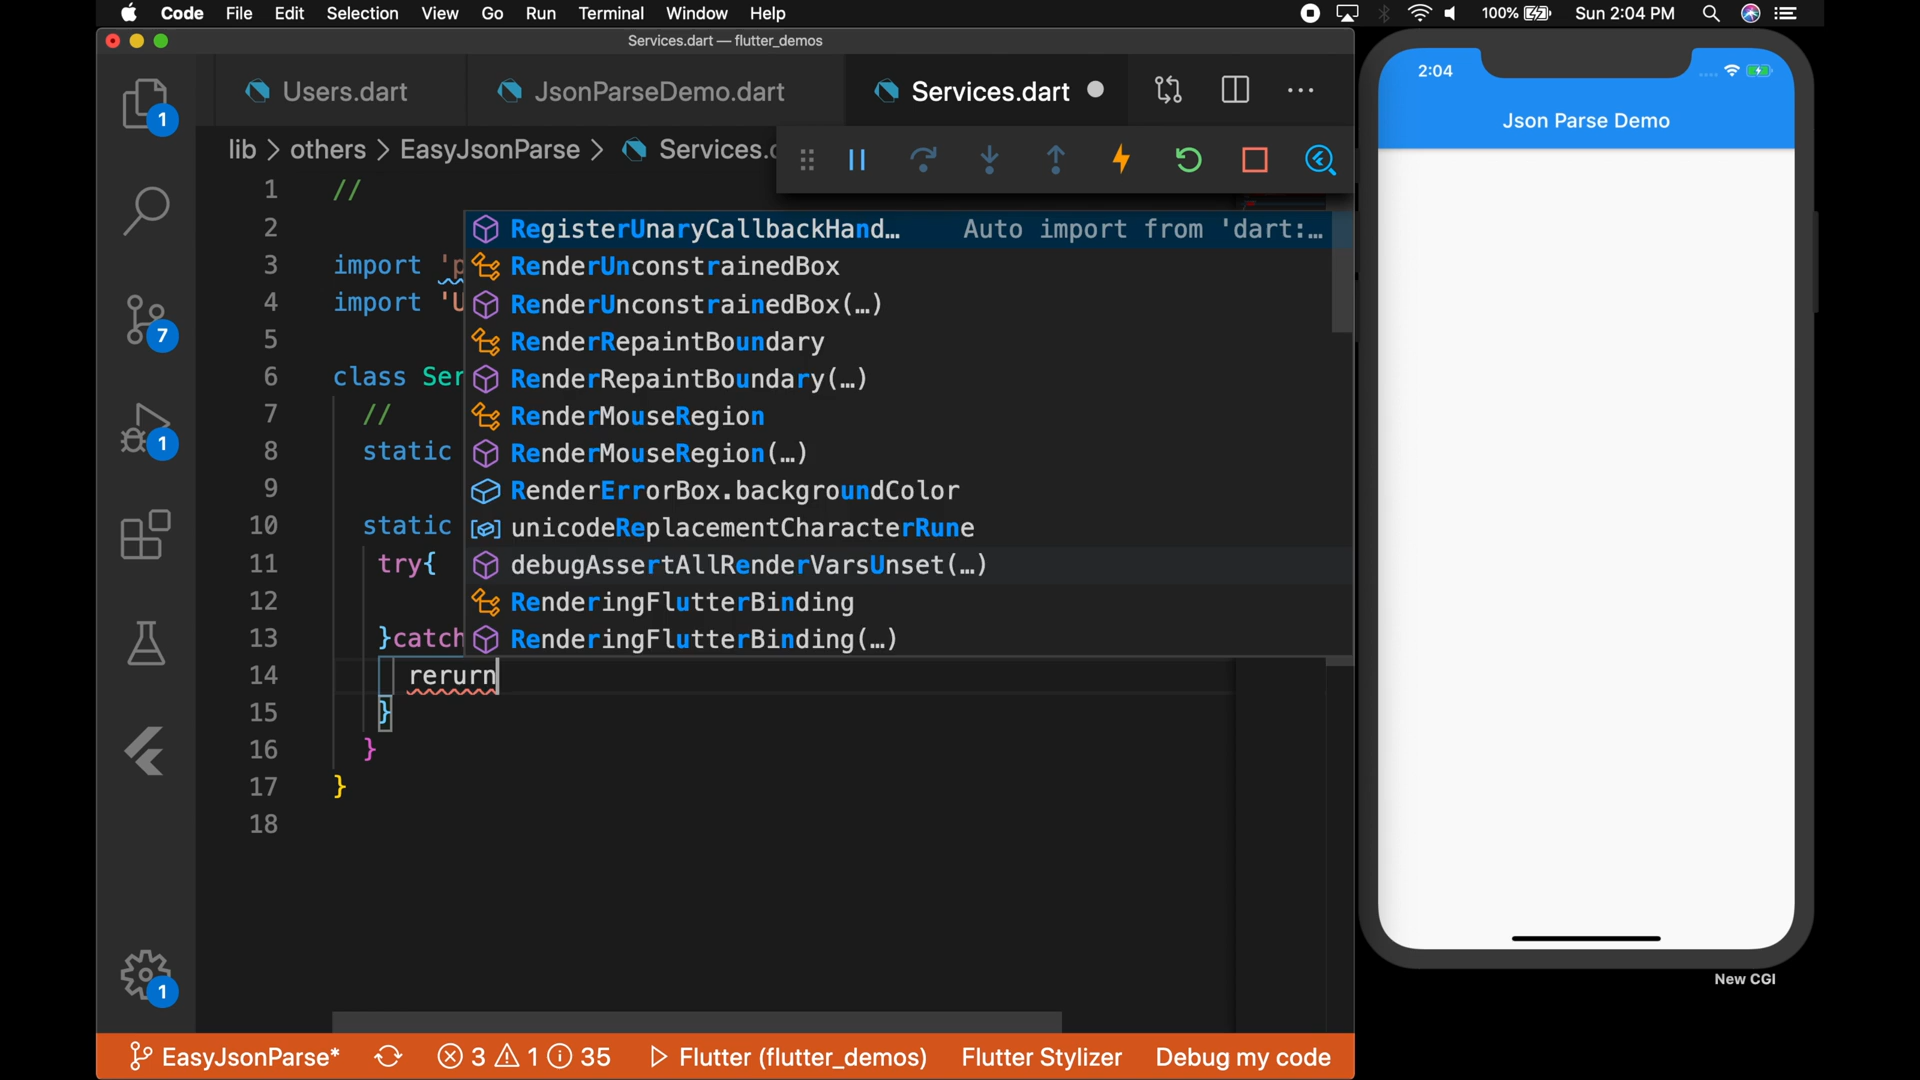 Code File Edit Selection View Go Run Terminal Window Help 100% Sun 2:04 PM
Services.dart — flutter_demos
Users.dart JsonParseDemo.dart Services.dart
lib > others > EasyJsonParse > Services.
1 //
2
3 import 'p
4 import 'U
5
6 class Ser
7 //
8 static
9
10 static
11 try{
12
13 }catch
14 rerurn
15 }
16 }
17 }
18
RegisterUnaryCallbackHand… Auto import from 'dart:…
RenderUnconstrainedBox
RenderUnconstrainedBox(…)
RenderRepaintBoundary
RenderRepaintBoundary(…)
RenderMouseRegion
RenderMouseRegion(…)
RenderErrorBox.backgroundColor
unicodeReplacementCharacterRune
debugAssertAllRenderVarsUnset(…)
RenderingFlutterBinding
RenderingFlutterBinding(…)
1
7
1
1
EasyJsonParse* 3 1 35 Flutter (flutter_demos) Flutter Stylizer Debug my code
2:04
Json Parse Demo
New CGI